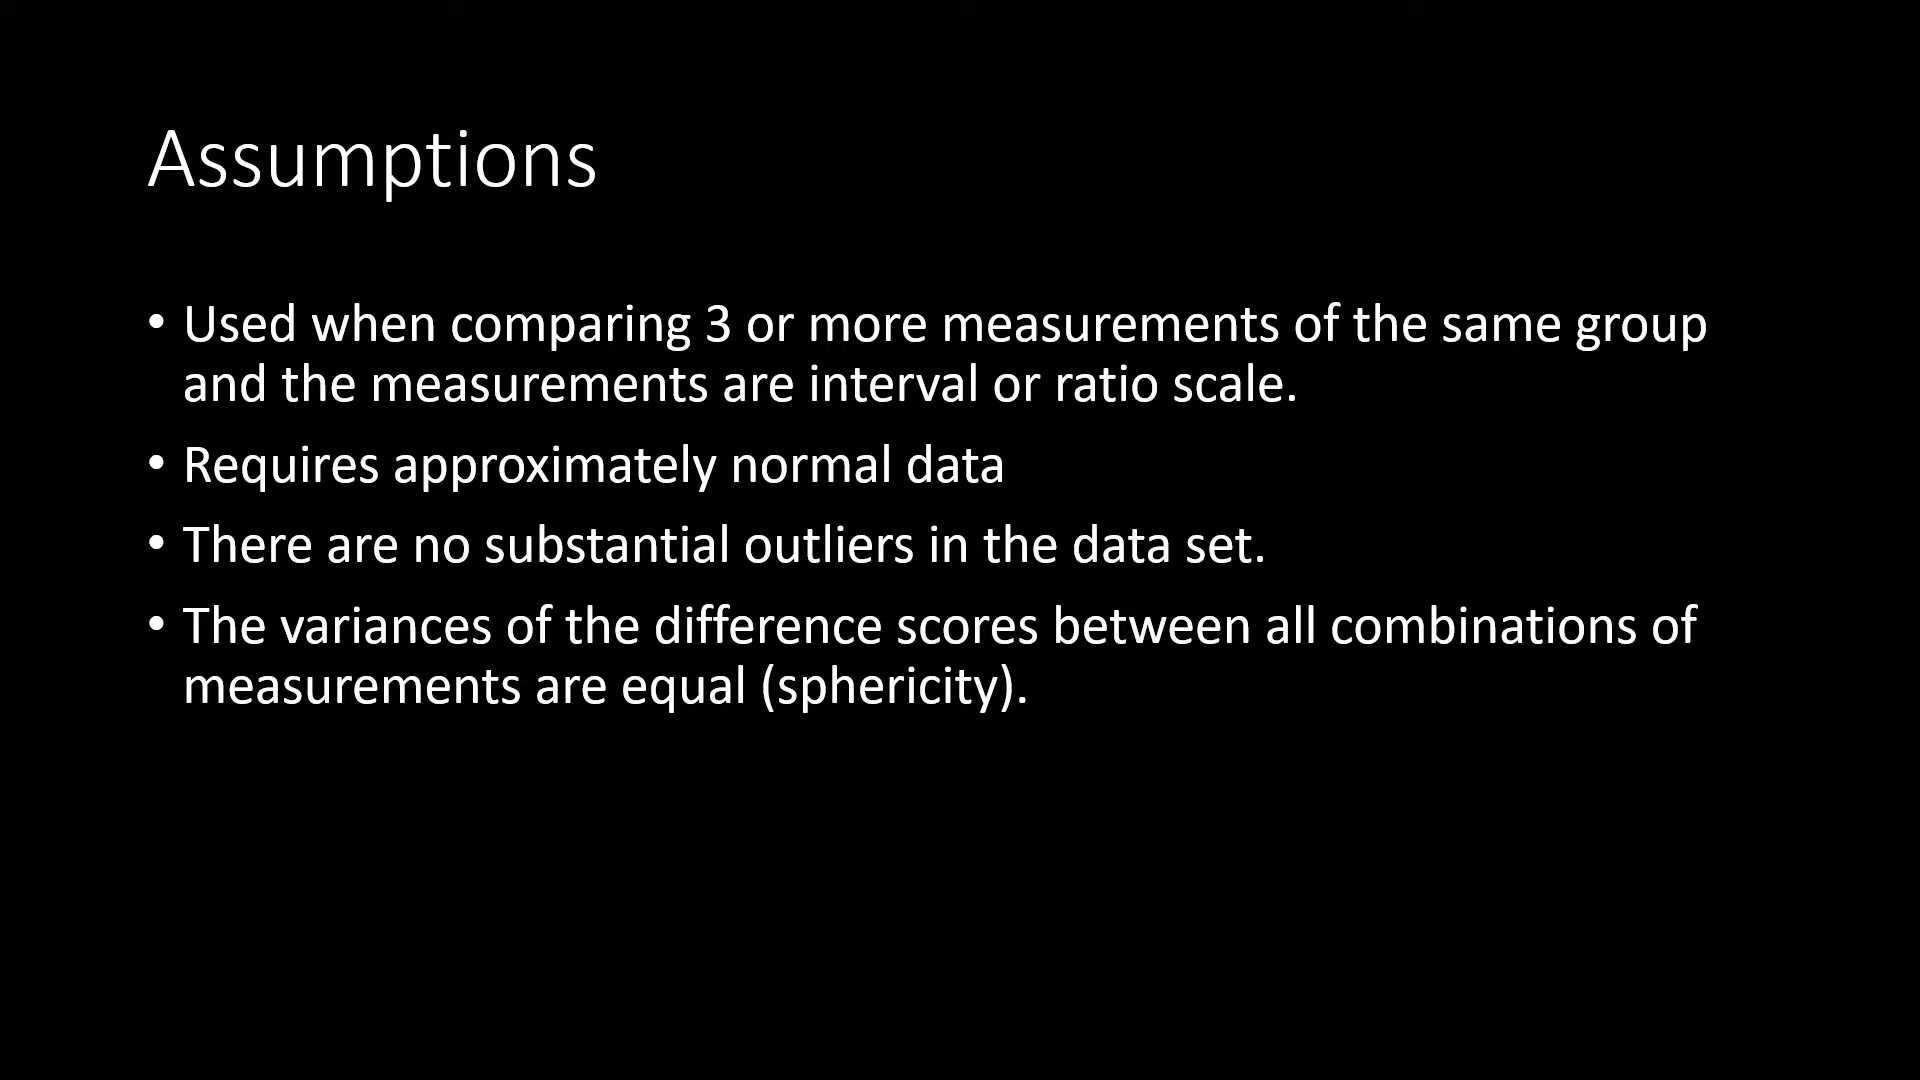 Assumptions
• Used when comparing 3 or more measurements of the same group
and the measurements are interval or ratio scale.
• Requires approximately normal data
• There are no substantial outliers in the data set.
• The variances of the difference scores between all combinations of
measurements are equal (sphericity).